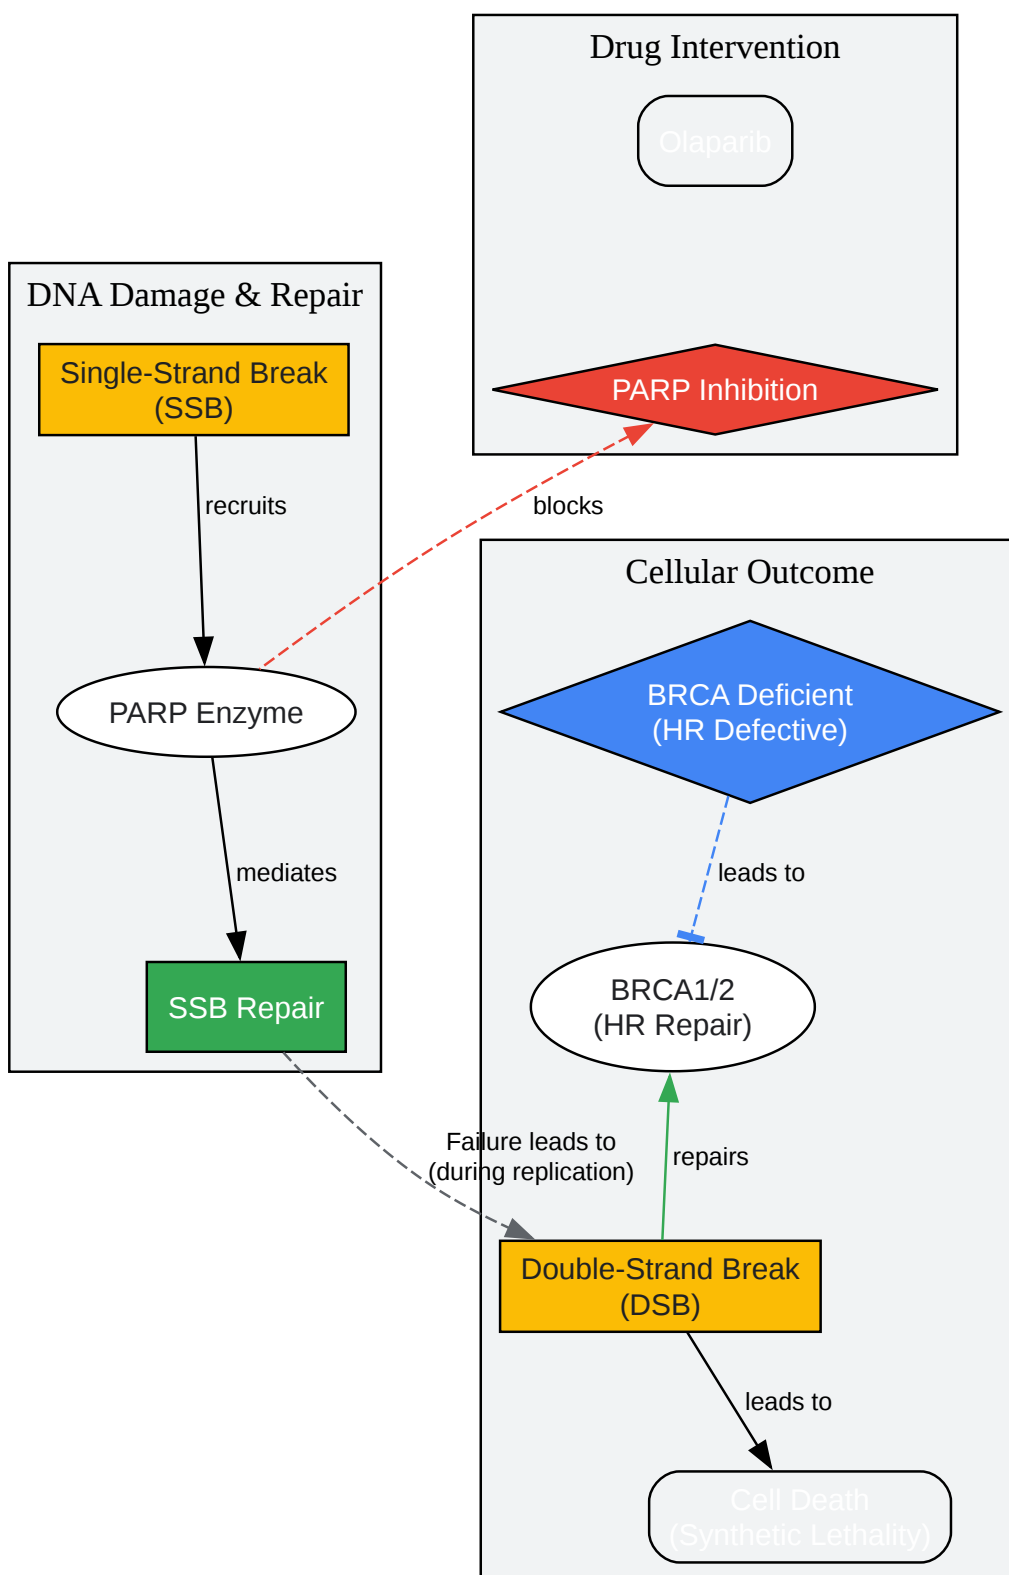 Drug Intervention
Olaparib
PARP Inhibition
blocks
DNA Damage & Repair
Single-Strand Break
(SSB)
recruits
PARP Enzyme
mediates
SSB Repair
Failure leads to
(during replication)
Cellular Outcome
BRCA Deficient
(HR Defective)
leads to
BRCA1/2
(HR Repair)
repairs
Double-Strand Break
(DSB)
leads to
Cell Death
(Synthetic Lethality)